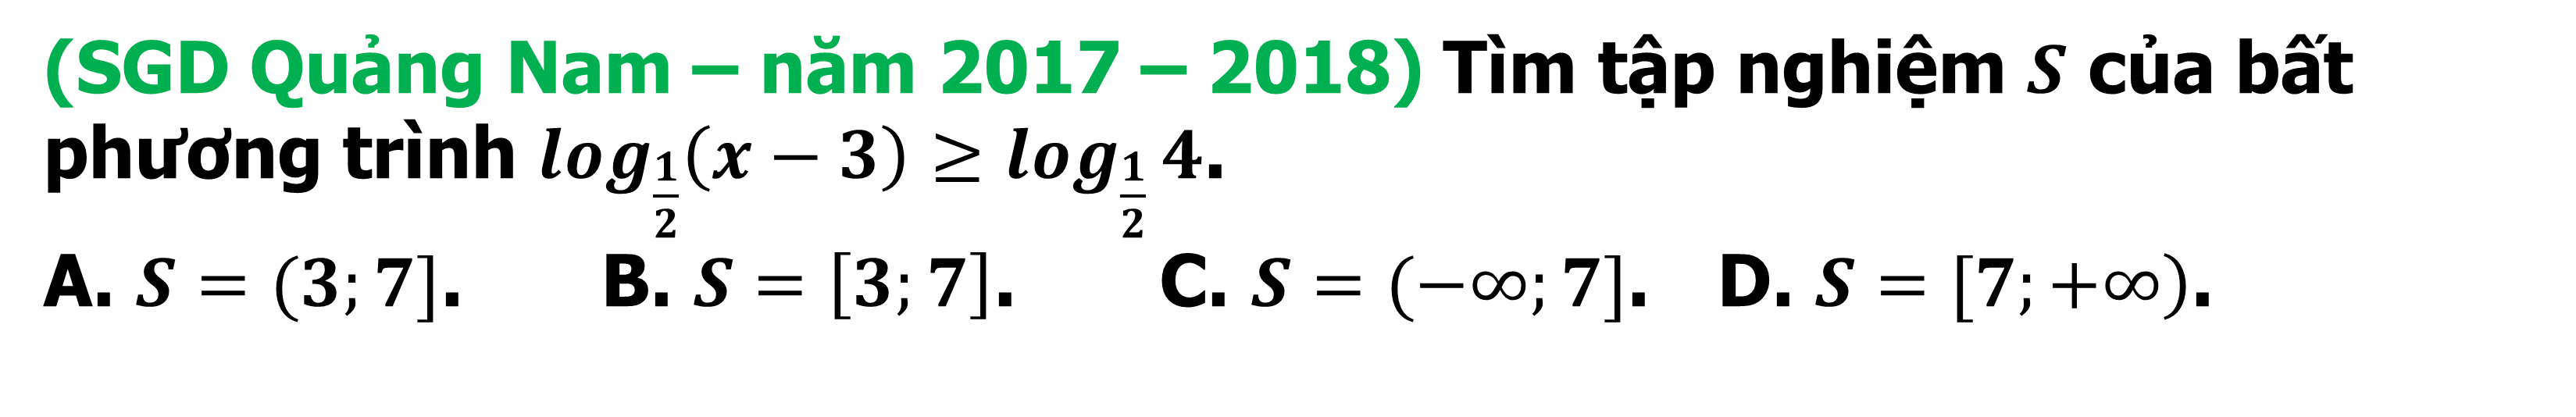 (SGD Quảng Nam – năm 2017 – 2018) Tìm tập nghiệm S của bất
phương trình log_{1/2}(x − 3) ≥ log_{1/2} 4.
A. S = (3; 7]. B. S = [3; 7]. C. S = (−∞; 7]. D. S = [7; +∞).